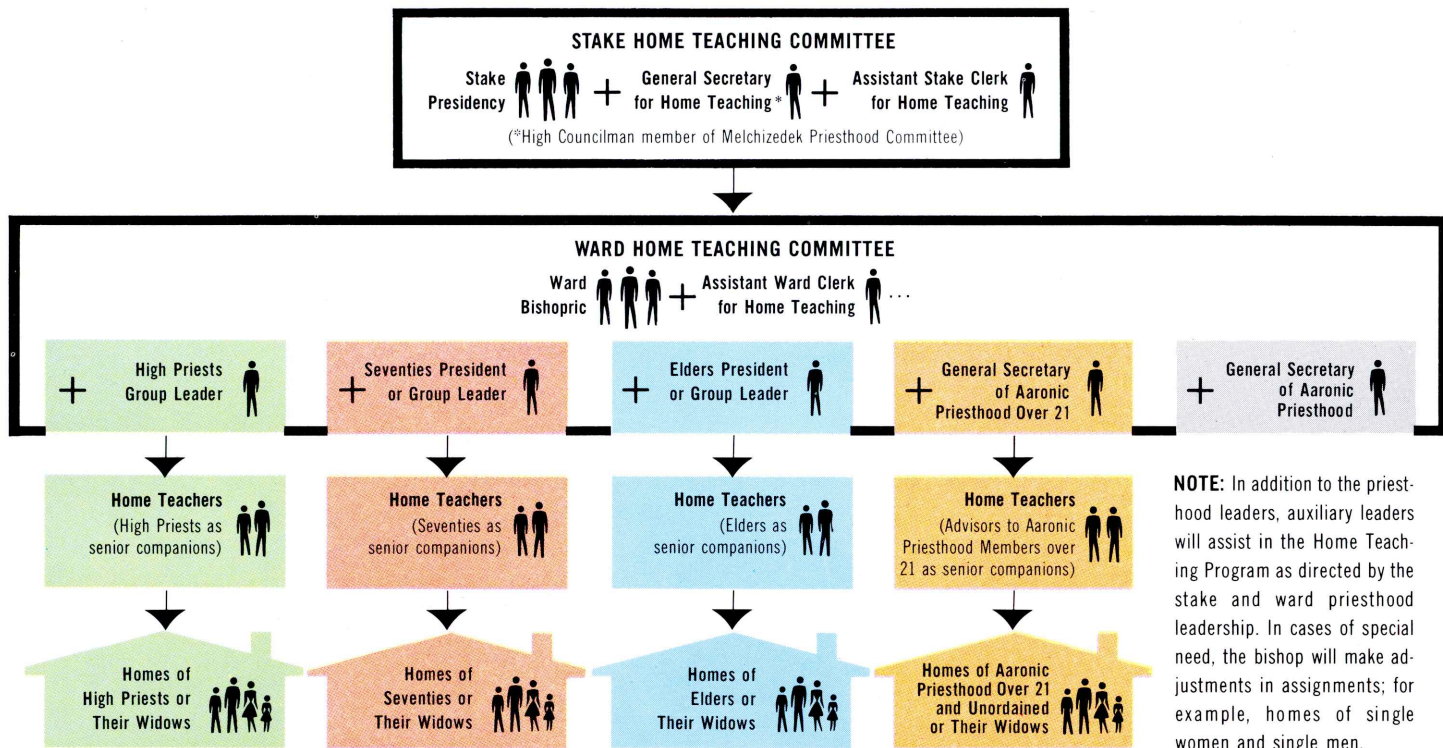 STAKE HOME TEACHING COMMITTEE
Stake
Presidency
+
General Secretary
for Home Teaching*
+
Assistant Stake Clerk
for Home Teaching
(*High Councilman member of Melchizedek Priesthood Committee)
WARD HOME TEACHING COMMITTEE
Ward
Bishopric
+
Assistant Ward Clerk
for Home Teaching
...
+
High Priests
Group Leader
+
Seventies President
or Group Leader
+
Elders President
or Group Leader
+
General Secretary
of Aaronic
Priesthood Over 21
+
General Secretary
of Aaronic
Priesthood
Home Teachers
(High Priests as
senior companions)
Home Teachers
(Seventies as
senior companions)
Home Teachers
(Elders as
senior companions)
Home Teachers
(Advisors to Aaronic
Priesthood Members over
21 as senior companions)
Homes of
High Priests or
Their Widows
Homes of
Seventies or
Their Widows
Homes of
Elders or
Their Widows
Homes of Aaronic
Priesthood Over 21
and Unordained
or Their Widows
NOTE: In addition to the priest-
hood leaders, auxiliary leaders
will assist in the Home Teach-
ing Program as directed by the
stake and ward priesthood
leadership. In cases of special
need, the bishop will make ad-
justments in assignments; for
example, homes of single
women and single men.